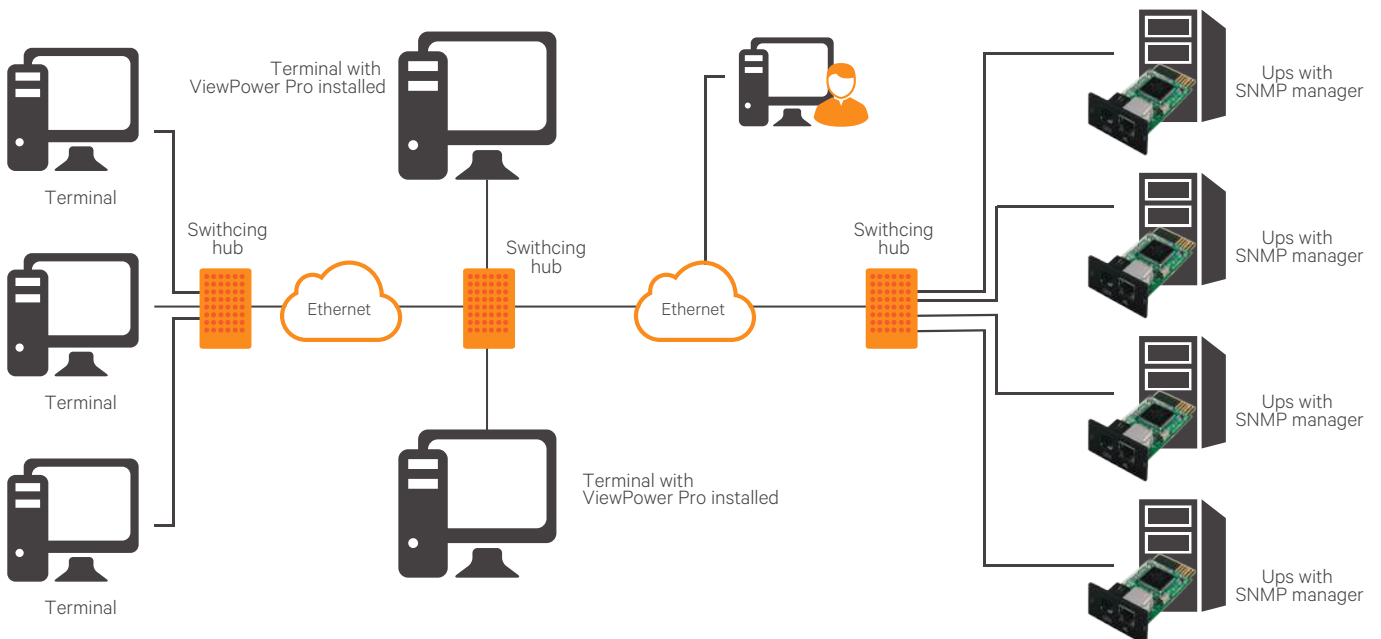 Terminal with
ViewPower Pro installed
Ups with
SNMP manager
Terminal
Swithcing
hub
Swithcing
hub
Swithcing
hub
Ups with
SNMP manager
Ethernet
Ethernet
Terminal
Ups with
SNMP manager
Terminal with
ViewPower Pro installed
Terminal
Ups with
SNMP manager